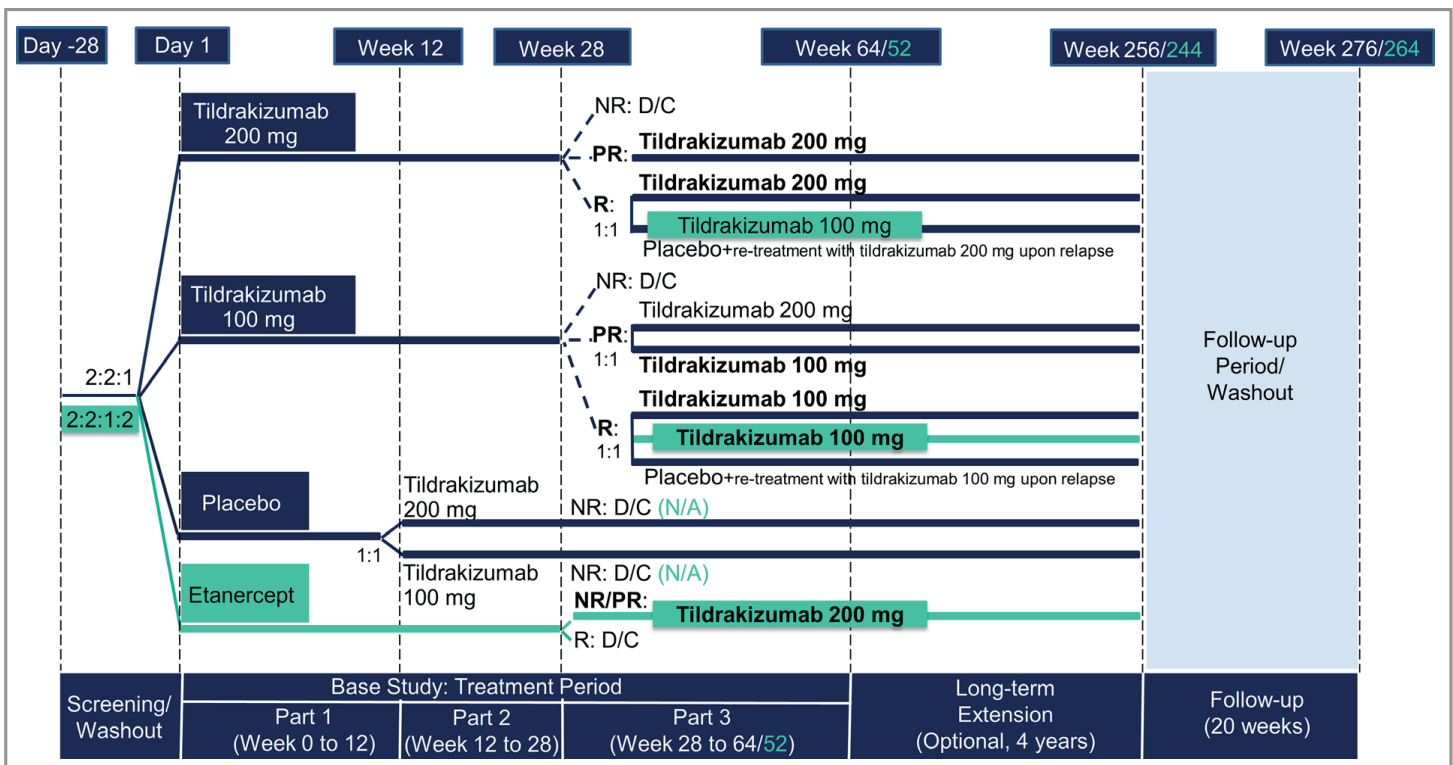 Day -28
Day 1
Week 12
Week 28
Week 64/52
Week 256/244
Week 276/264
Tildrakizumab
200 mg
NR: D/C
PR:
Tildrakizumab 200 mg
Tildrakizumab 200 mg
R:
1:1
Tildrakizumab 100 mg
Placebo+re-treatment with tildrakizumab 200 mg upon relapse
Tildrakizumab
100 mg
NR: D/C
Tildrakizumab 200 mg
PR:
1:1
Tildrakizumab 100 mg
Tildrakizumab 100 mg
R:
1:1
Tildrakizumab 100 mg
Placebo+re-treatment with tildrakizumab 100 mg upon relapse
2:2:1
2:2:1:2
Placebo
1:1
Tildrakizumab
200 mg
NR: D/C (N/A)
Tildrakizumab
100 mg
NR: D/C (N/A)
Etanercept
NR/PR:
Tildrakizumab 200 mg
R: D/C
Follow-up
Period/
Washout
Screening/
Washout
Base Study: Treatment Period
Part 1
(Week 0 to 12)
Part 2
(Week 12 to 28)
Part 3
(Week 28 to 64/52)
Long-term
Extension
(Optional, 4 years)
Follow-up
(20 weeks)